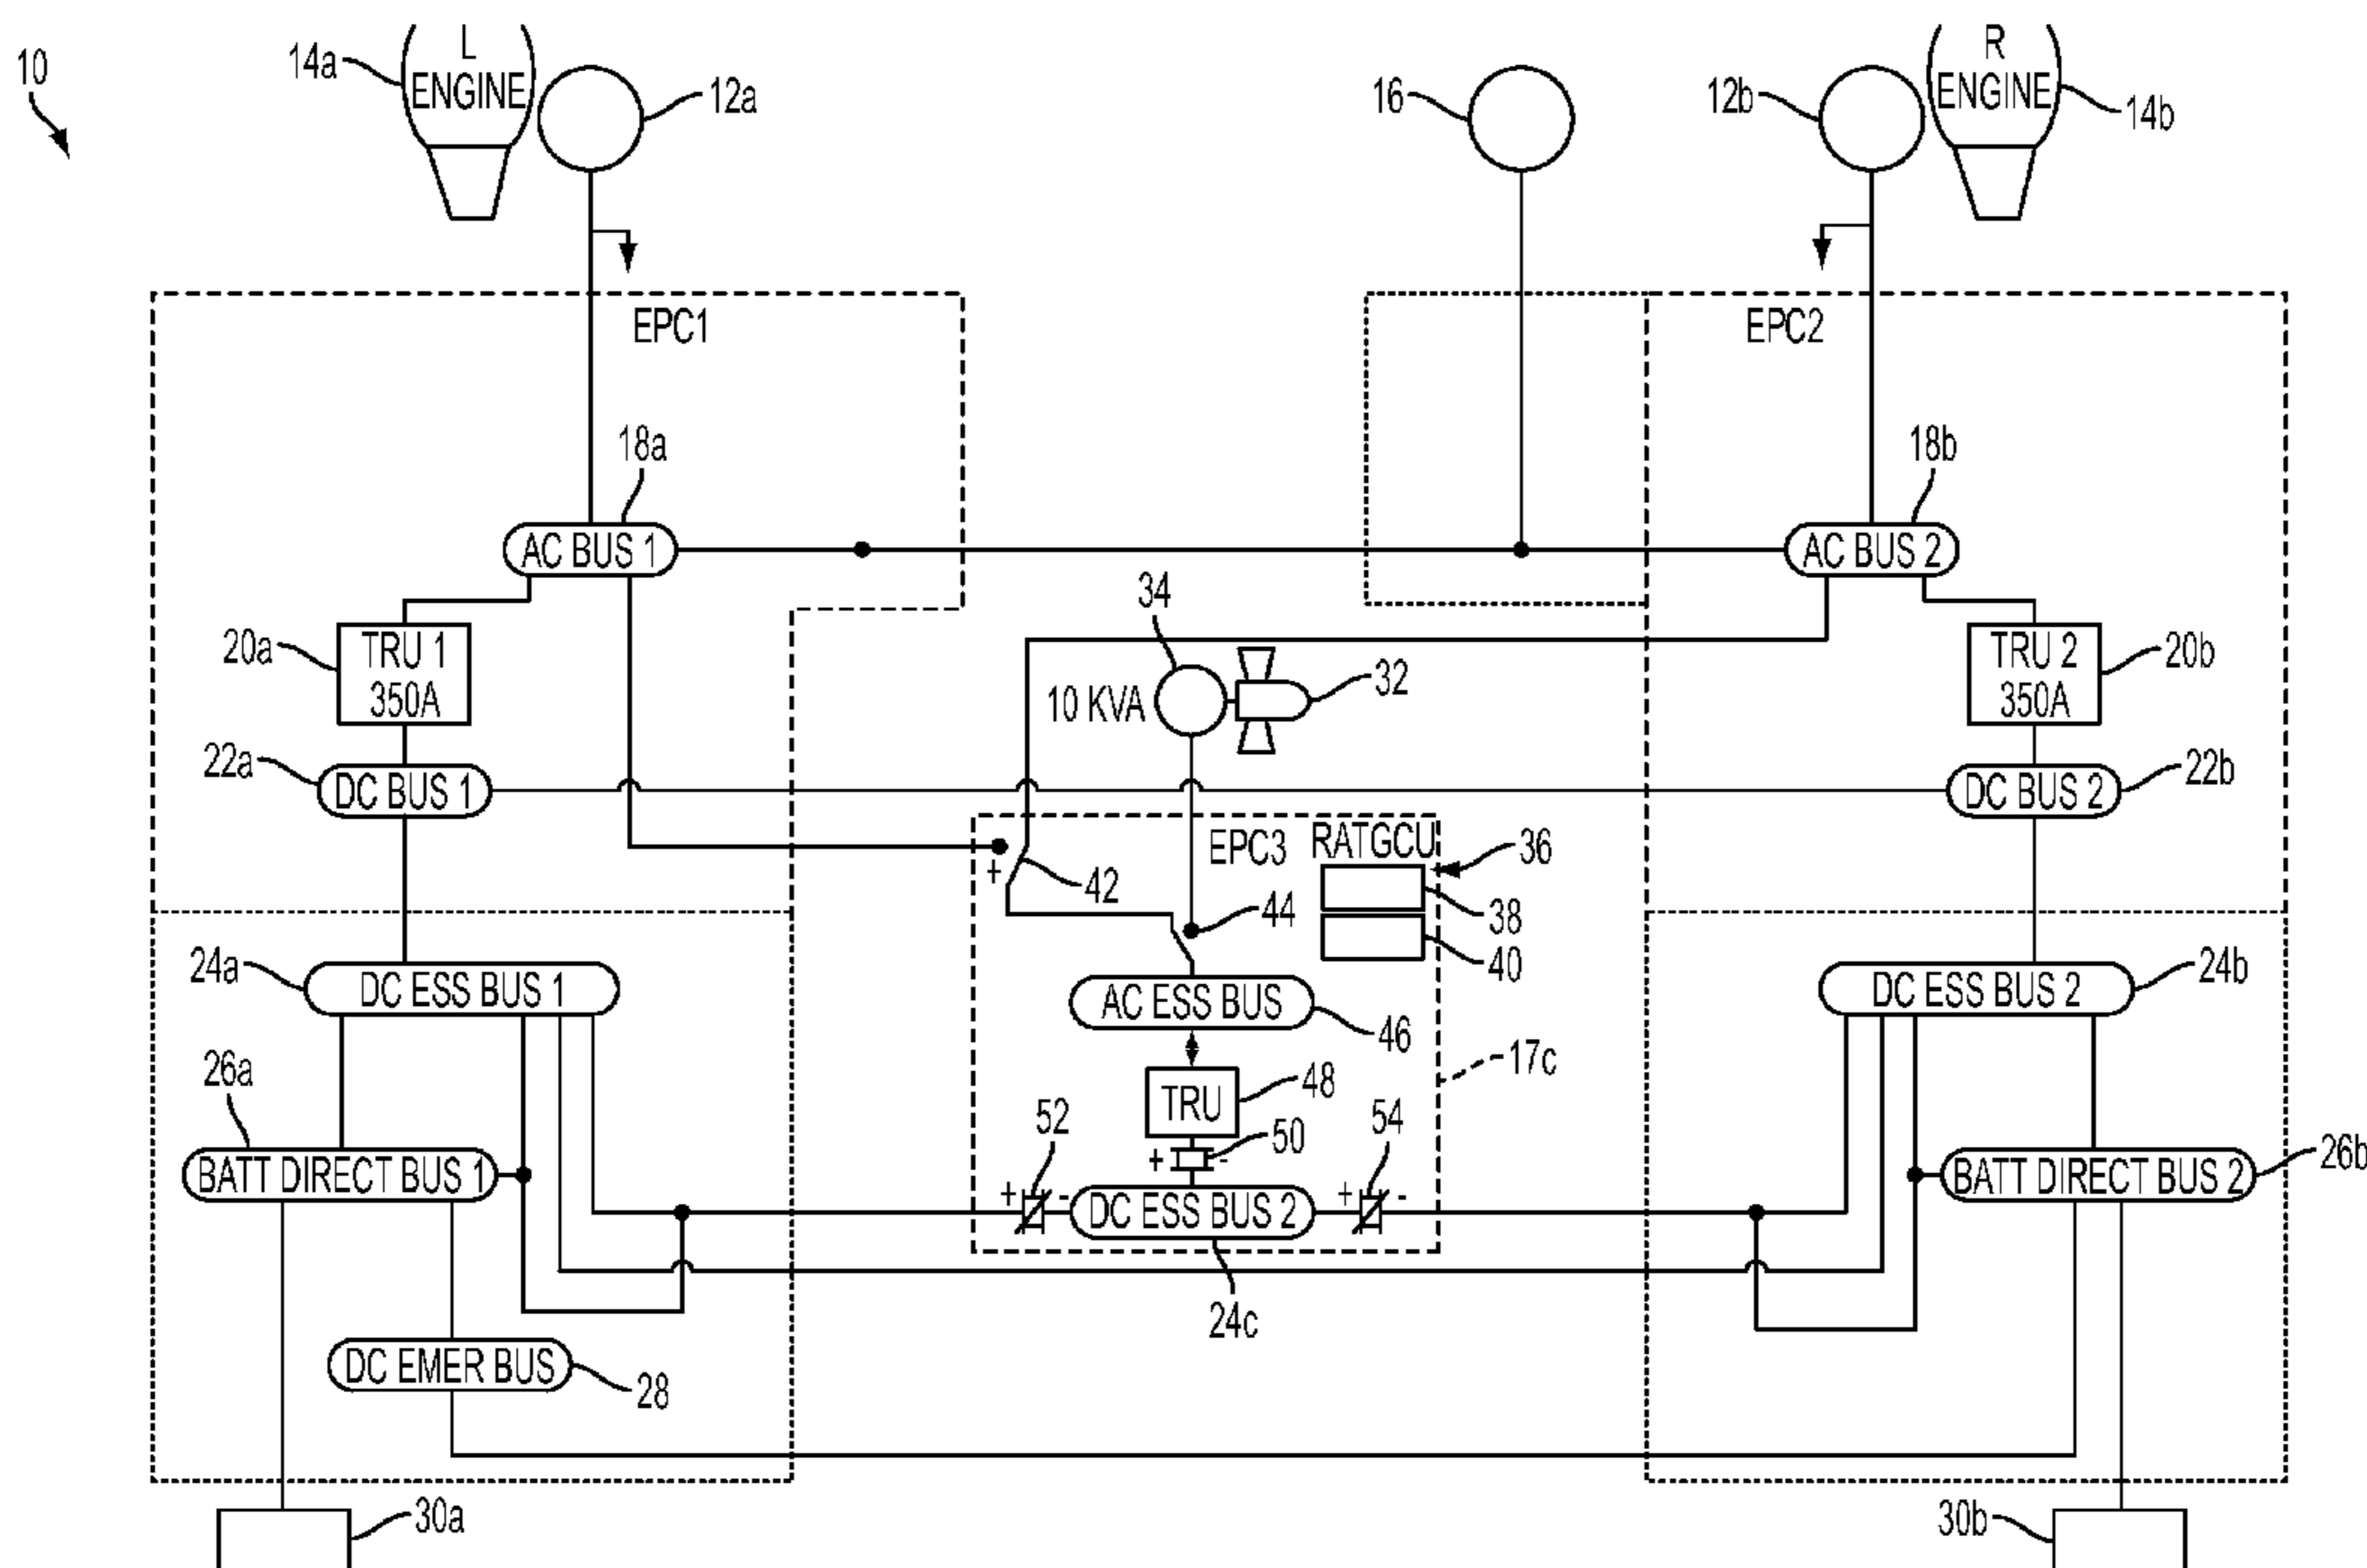 10
14a
L
ENGINE
12a
16
12b
R
ENGINE
14b
EPC1
EPC2
18a
18b
AC BUS 1
AC BUS 2
34
20a
TRU 1
350A
10 KVA
32
TRU 2
350A
20b
22a
DC BUS 1
DC BUS 2
22b
EPC3
RATGCU
36
+
42
44
38
40
24a
DC ESS BUS 1
AC ESS BUS
46
DC ESS BUS 2
24b
26a
17c
TRU
48
52
54
50
+ -
BATT DIRECT BUS 1
BATT DIRECT BUS 2
26b
+ -
DC ESS BUS 2
+ -
24c
DC EMER BUS
28
30a
30b